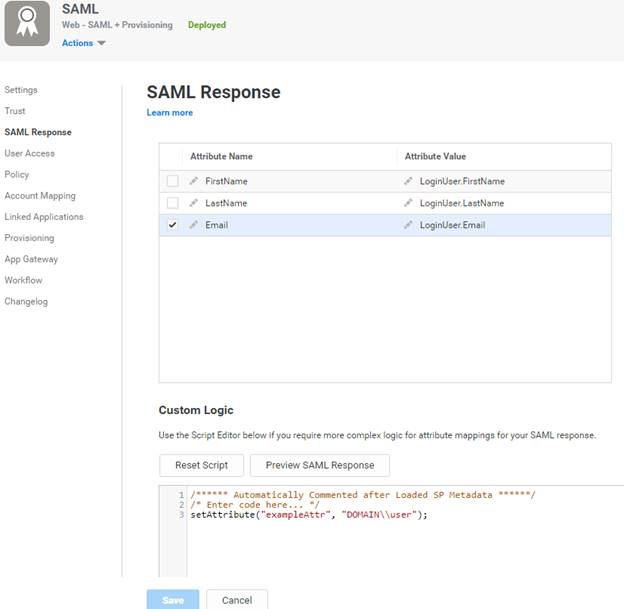 SAML
Web - SAML + Provisioning Deployed
Actions
Settings
Trust
SAML Response
User Access
Policy
Account Mapping
Linked Applications
Provisioning
App Gateway
Workflow
Changelog
SAML Response
Learn more
Attribute Name Attribute Value
FirstName LoginUser.FirstName
LastName LoginUser.LastName
Email LoginUser.Email
Custom Logic
Use the Script Editor below if you require more complex logic for attribute mappings for your SAML response.
Reset Script Preview SAML Response
1 /****** Automatically Commented after Loaded SP Metadata ******/
2 /* Enter code here... */
3 setAttribute("exampleAttr", "DOMAIN\\user");
Save Cancel